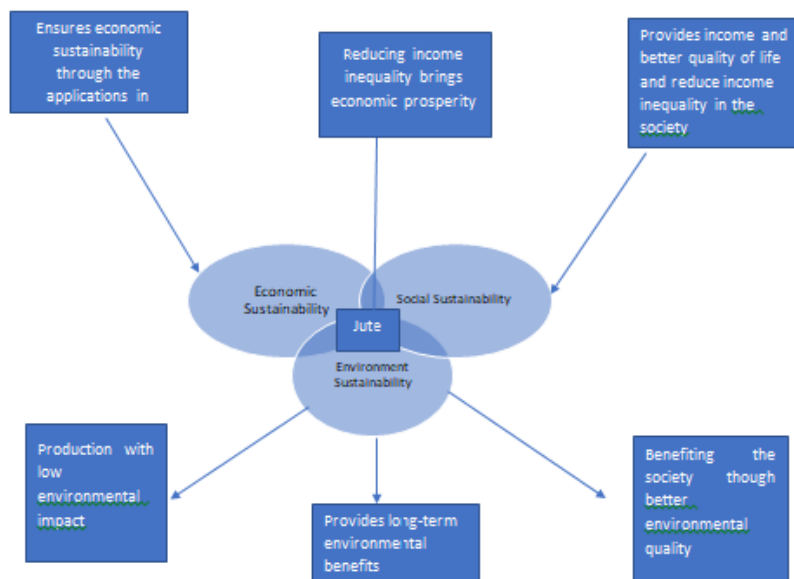 Ensures economic
sustainability
through the
applications in
Reducing income
inequality brings
economic prosperity
Provides income and
better quality of life
and reduce income
inequality in the
society
Economic
Sustainability
Social Sustainability
Jute
Environment
Sustainability
Production with
low
environmental
impact
Provides long-term
environmental
benefits
Benefiting the
society though
better
environmental
quality